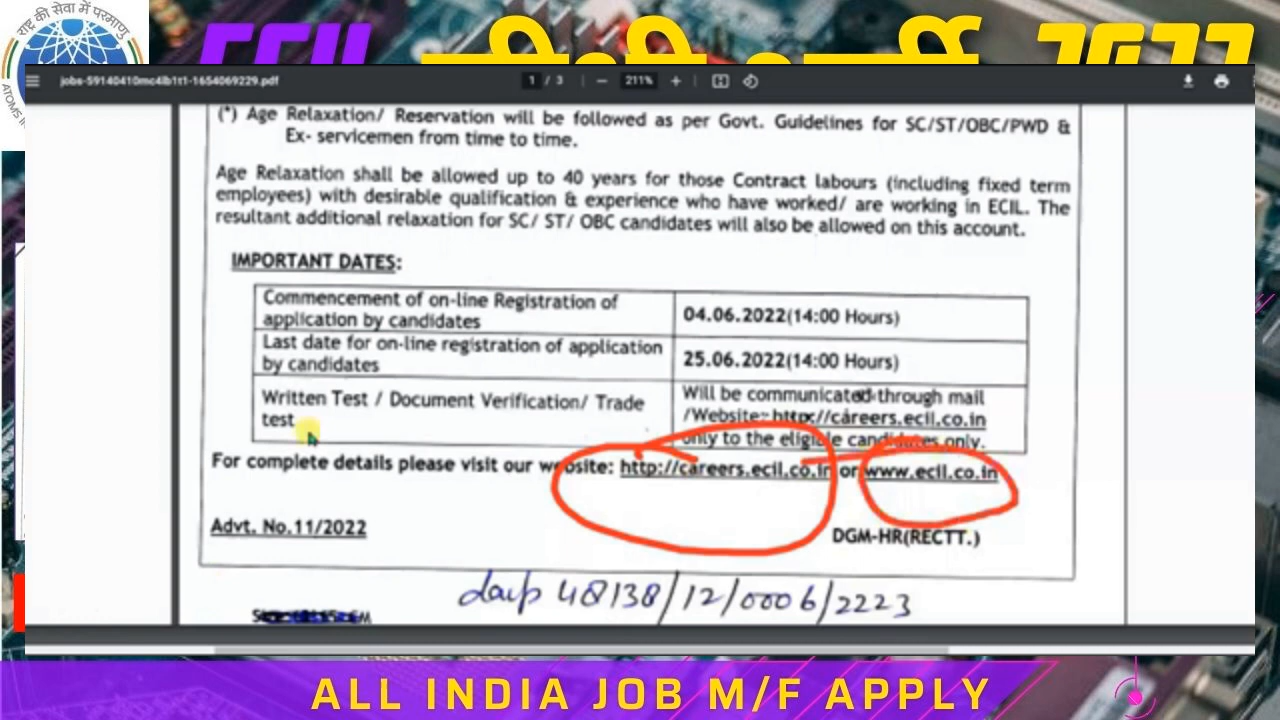 राष्ट्र की सेवा में परमाणु
ECIL 2022
jobs-59140410mc4lb1t1-1654069229.pdf
1 / 3
211%
(*) Age Relaxation/ Reservation will be followed as per Govt. Guidelines for SC/ST/OBC/PWD &
Ex- servicemen from time to time.
Age Relaxation shall be allowed up to 40 years for those Contract labours (including fixed term
employees) with desirable qualification & experience who have worked/ are working in ECIL. The
resultant additional relaxation for SC/ ST/ OBC candidates will also be allowed on this account.
IMPORTANT DATES:
Commencement of on-line Registration of
application by candidates
04.06.2022(14:00 Hours)
Last date for on-line registration of application
by candidates
25.06.2022(14:00 Hours)
Written Test / Document Verification/ Trade
test
Will be communicated through mail
/Website- http://careers.ecil.co.in
only to the eligible candidates only.
For complete details please visit our website: http://careers.ecil.co.in or www.ecil.co.in
Advt. No.11/2022
DGM-HR(RECTT.)
davp 48138/12/0006/2223
ALL INDIA JOB M/F APPLY